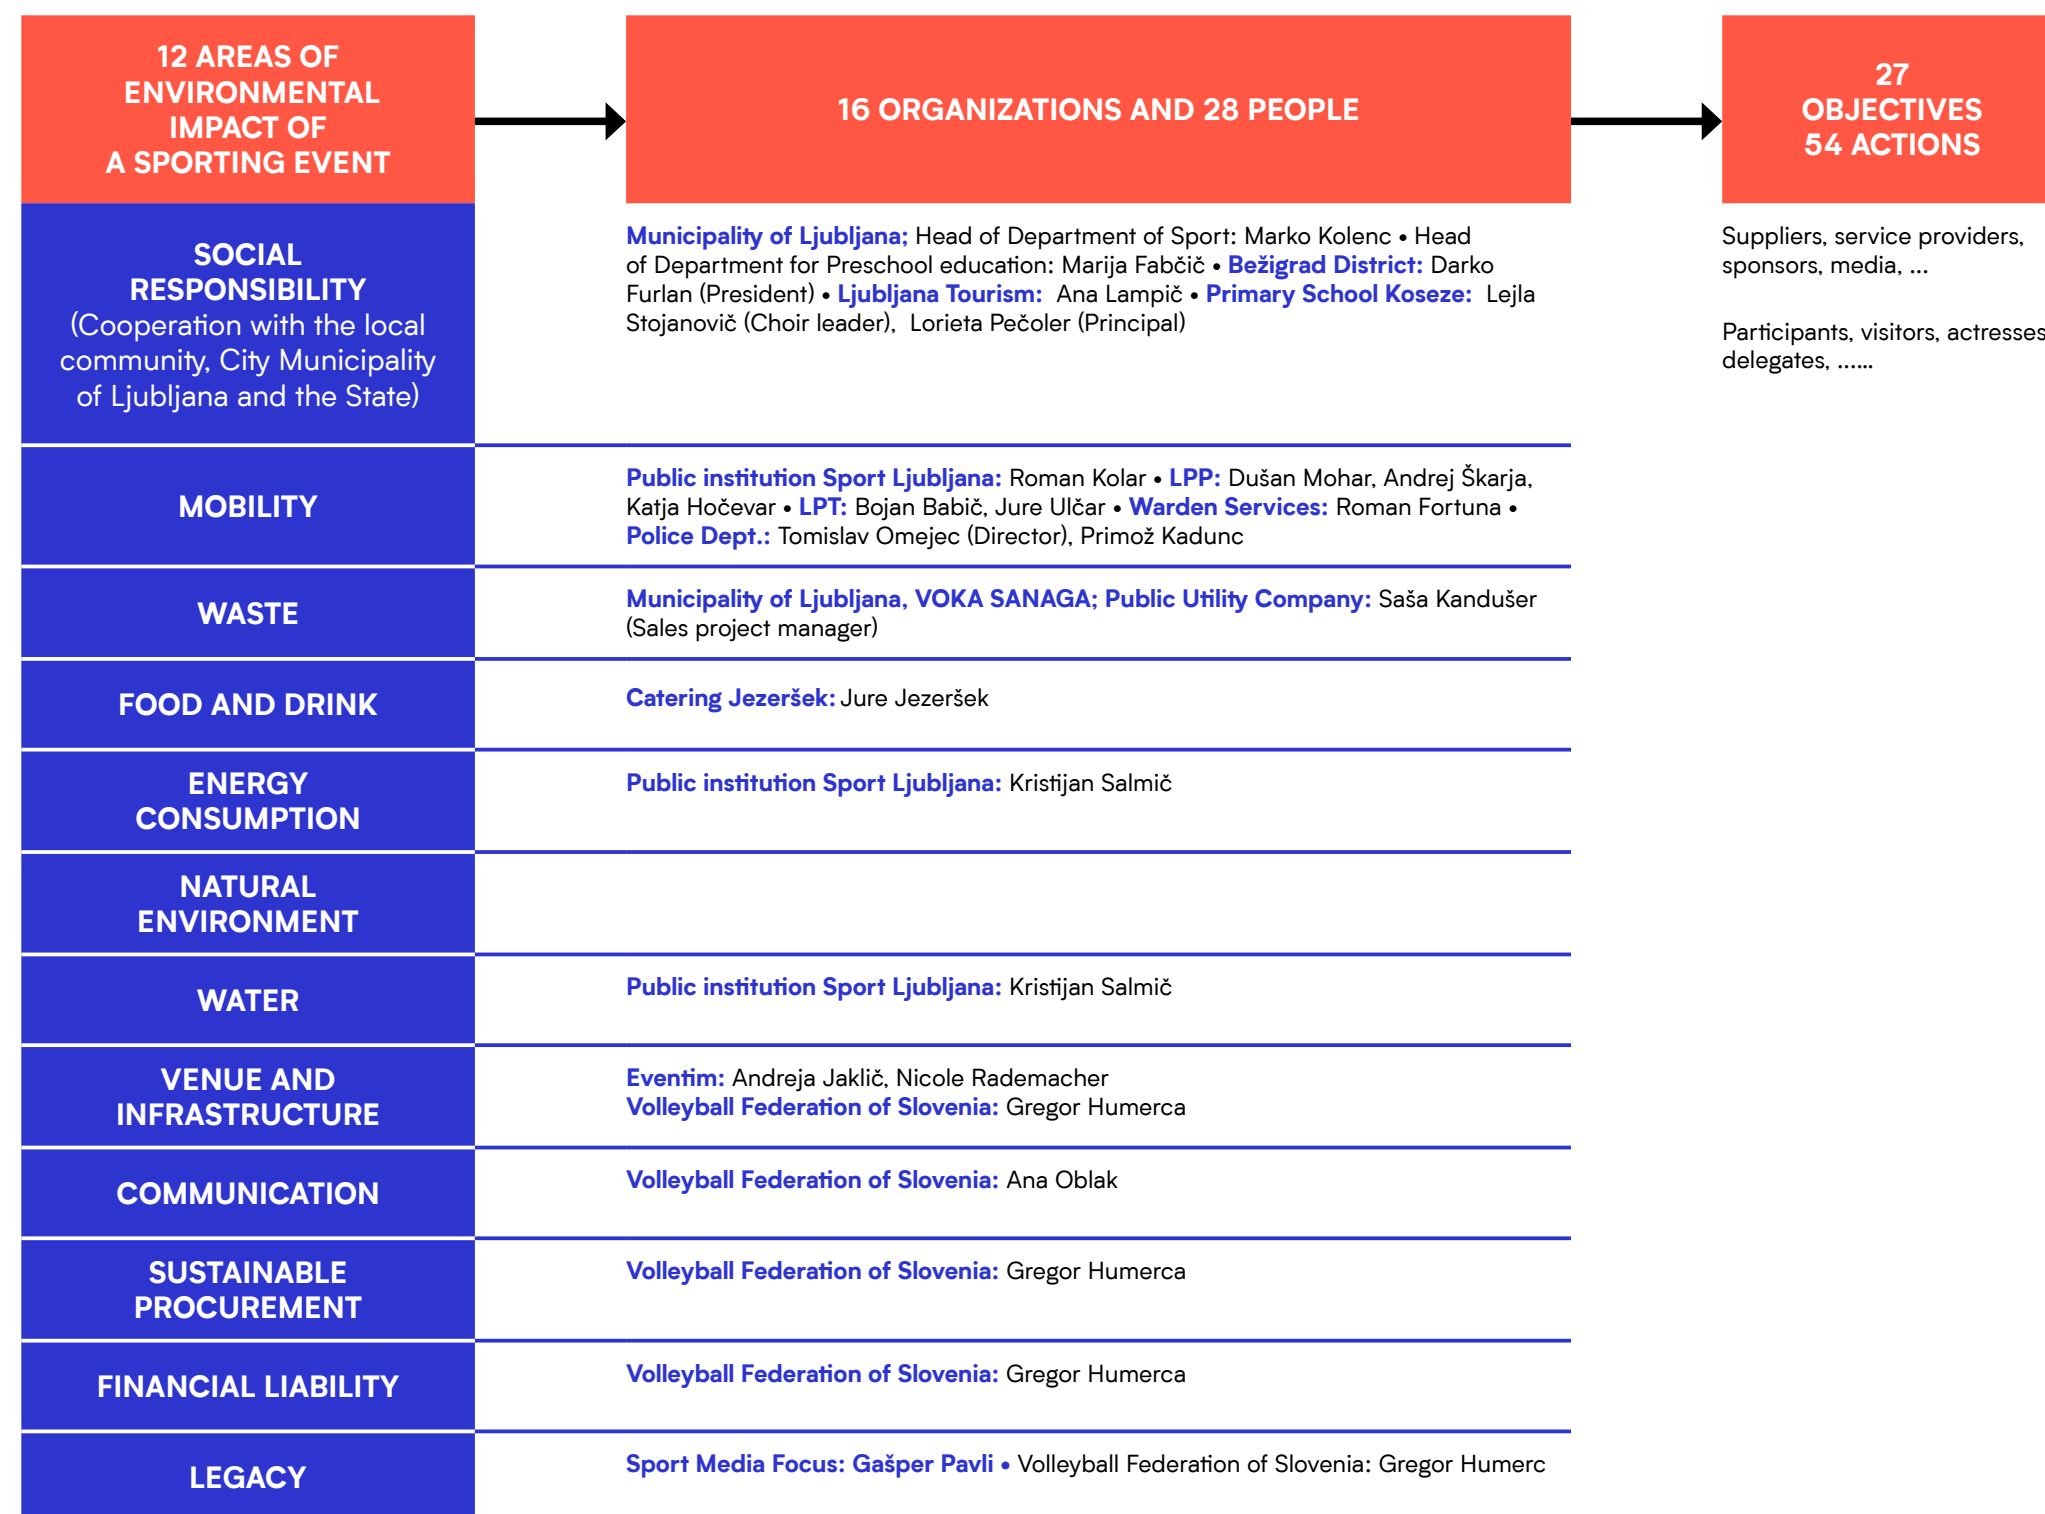 12 AREAS OF
ENVIRONMENTAL
IMPACT OF
A SPORTING EVENT
16 ORGANIZATIONS AND 28 PEOPLE
27
OBJECTIVES
54 ACTIONS
SOCIAL
RESPONSIBILITY
(Cooperation with the local
community, City Municipality
of Ljubljana and the State)
Municipality of Ljubljana; Head of Department of Sport: Marko Kolenc • Head
of Department for Preschool education: Marija Fabčič • Bežigrad District: Darko
Furlan (President) • Ljubljana Tourism: Ana Lampič • Primary School Koseze: Lejla
Stojanovič (Choir leader), Lorieta Pečoler (Principal)
Suppliers, service providers,
sponsors, media, ...
Participants, visitors, actresses
delegates, ......
MOBILITY
Public institution Sport Ljubljana: Roman Kolar • LPP: Dušan Mohar, Andrej Škarja,
Katja Hočevar • LPT: Bojan Babič, Jure Ulčar • Warden Services: Roman Fortuna •
Police Dept.: Tomislav Omejec (Director), Primož Kadunc
WASTE
Municipality of Ljubljana, VOKA SANAGA; Public Utility Company: Saša Kandušer
(Sales project manager)
FOOD AND DRINK
Catering Jezeršek: Jure Jezeršek
ENERGY
CONSUMPTION
Public institution Sport Ljubljana: Kristijan Salmič
NATURAL
ENVIRONMENT
WATER
Public institution Sport Ljubljana: Kristijan Salmič
VENUE AND
INFRASTRUCTURE
Eventim: Andreja Jaklič, Nicole Rademacher
Volleyball Federation of Slovenia: Gregor Humerca
COMMUNICATION
Volleyball Federation of Slovenia: Ana Oblak
SUSTAINABLE
PROCUREMENT
Volleyball Federation of Slovenia: Gregor Humerca
FINANCIAL LIABILITY
Volleyball Federation of Slovenia: Gregor Humerca
LEGACY
Sport Media Focus: Gašper Pavli • Volleyball Federation of Slovenia: Gregor Humerc